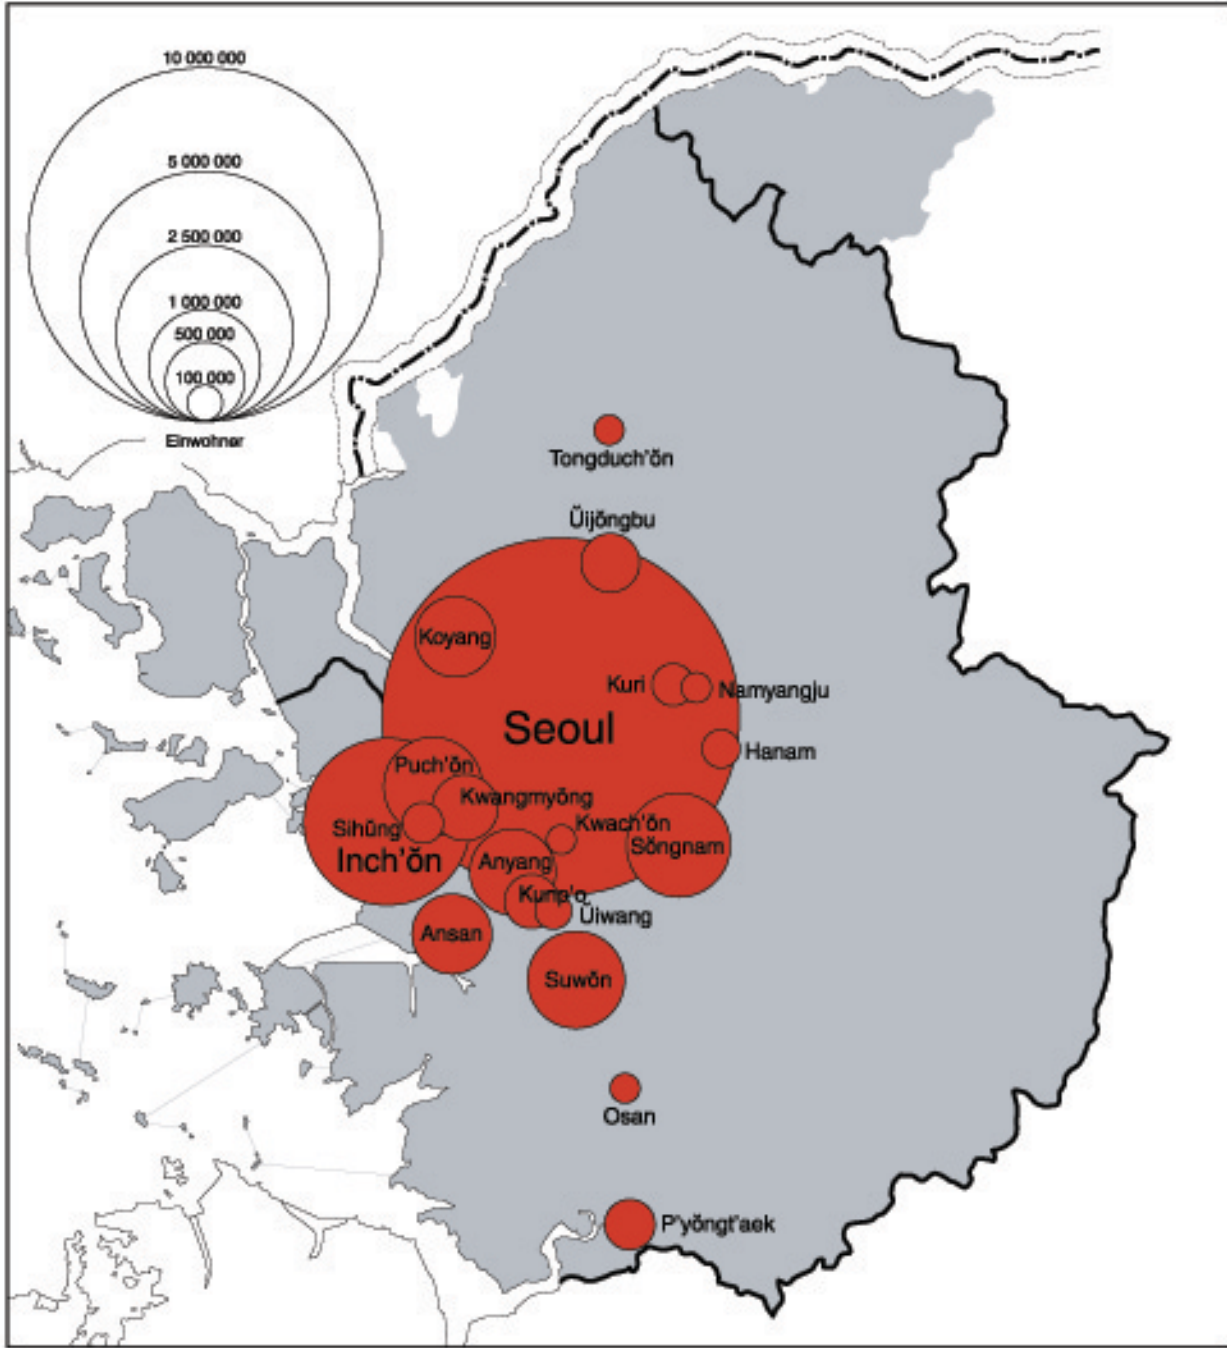 10 000 000
5 000 000
2 500 000
1 000 000
500 000
100 000
Einwohner
Tongduch'ŏn
Ŭijŏngbu
Koyang
Kuri
Namyangju
Seoul
Hanam
Puch'ŏn
Kwangmyŏng
Sihŭng
Kwach'ŏn
Sŏngnam
Inch'ŏn
Anyang
Kunp'o
Ŭiwang
Ansan
Suwŏn
Osan
P'yŏngt'aek